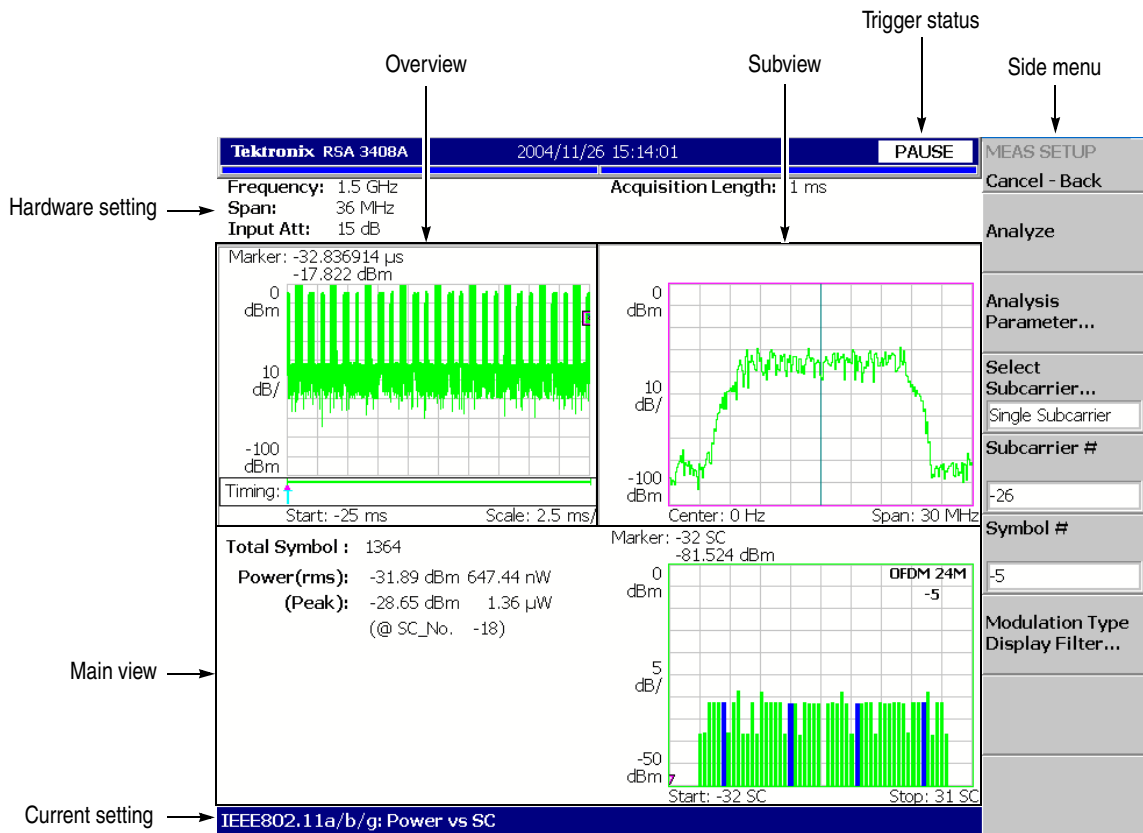 Trigger status
Overview
Subview
Side menu
Tektronix RSA 3408A 2004/11/26 15:14:01 PAUSE
Hardware setting
Frequency: 1.5 GHz Acquisition Length: 1 ms
Span: 36 MHz
Input Att: 15 dB
Marker: -32.836914 µs
-17.822 dBm
0
dBm
10
dB/
-100
dBm
Timing:
Start: -25 ms Scale: 2.5 ms/
0
dBm
10
dB/
-100
dBm
Center: 0 Hz Span: 30 MHz
Main view
Total Symbol : 1364
Power(rms): -31.89 dBm 647.44 nW
(Peak): -28.65 dBm 1.36 µW
(@ SC_No. -18)
Marker: -32 SC
-81.524 dBm
0
dBm
OFDM 24M
-5
5
dB/
-50
dBm
Start: -32 SC Stop: 31 SC
Current setting
IEEE802.11a/b/g: Power vs SC
MEAS SETUP
Cancel - Back
Analyze
Analysis
Parameter...
Select
Subcarrier...
Single Subcarrier
Subcarrier #
-26
Symbol #
-5
Modulation Type
Display Filter...